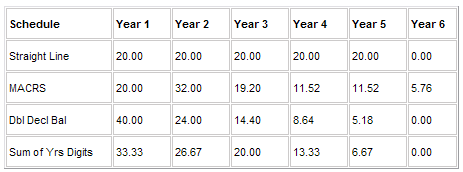 Schedule Year 1 Year 2 Year 3 Year 4 Year 5 Year 6
Straight Line 20.00 20.00 20.00 20.00 20.00 0.00
MACRS 20.00 32.00 19.20 11.52 11.52 5.76
Dbl Decl Bal 40.00 24.00 14.40 8.64 5.18 0.00
Sum of Yrs Digits 33.33 26.67 20.00 13.33 6.67 0.00